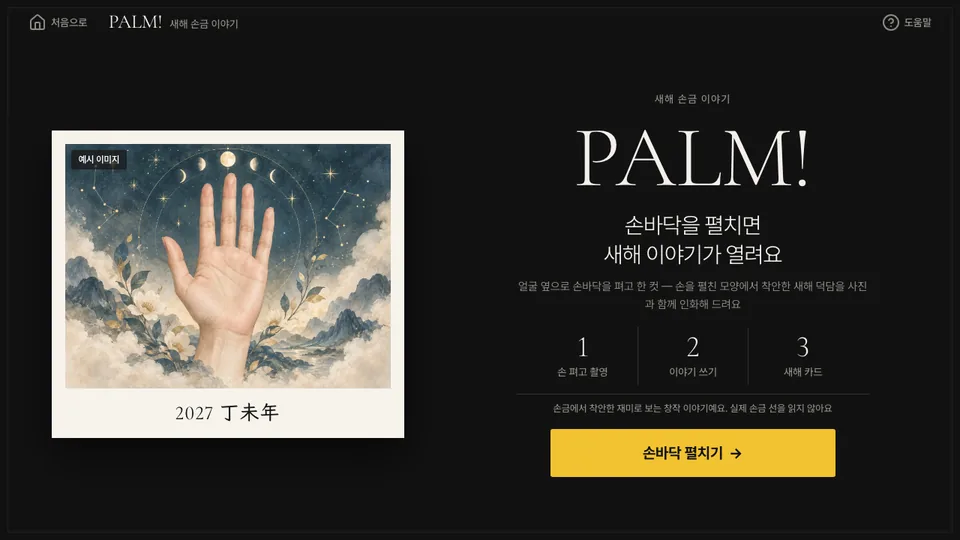 처음으로
PALM! 새해 손금 이야기
도움말
예시 이미지
2027 丁未年
새해 손금 이야기
PALM!
손바닥을 펼치면
새해 이야기가 열려요
얼굴 옆으로 손바닥을 펴고 한 컷 — 손을 펼친 모양에서 착안한 새해 덕담을 사진
과 함께 인화해 드려요
1
손 펴고 촬영
2
이야기 쓰기
3
새해 카드
손금에서 착안한 재미로 보는 창작 이야기예요. 실제 손금 선을 읽지 않아요
손바닥 펼치기 →